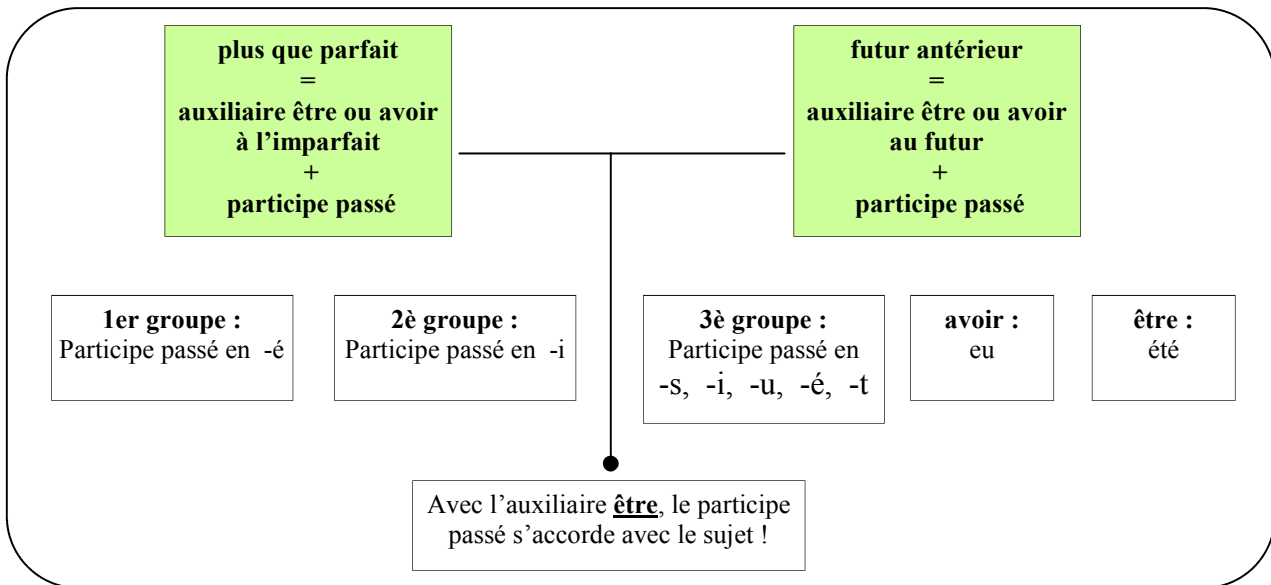 plus que parfait
=
auxiliaire être ou avoir
à l’imparfait
+
participe passé
futur antérieur
=
auxiliaire être ou avoir
au futur
+
participe passé
1er groupe :
Participe passé en -é
2è groupe :
Participe passé en -i
3è groupe :
Participe passé en
-s, -i, -u, -é, -t
avoir :
eu
être :
été
Avec l’auxiliaire être, le participe
passé s’accorde avec le sujet !